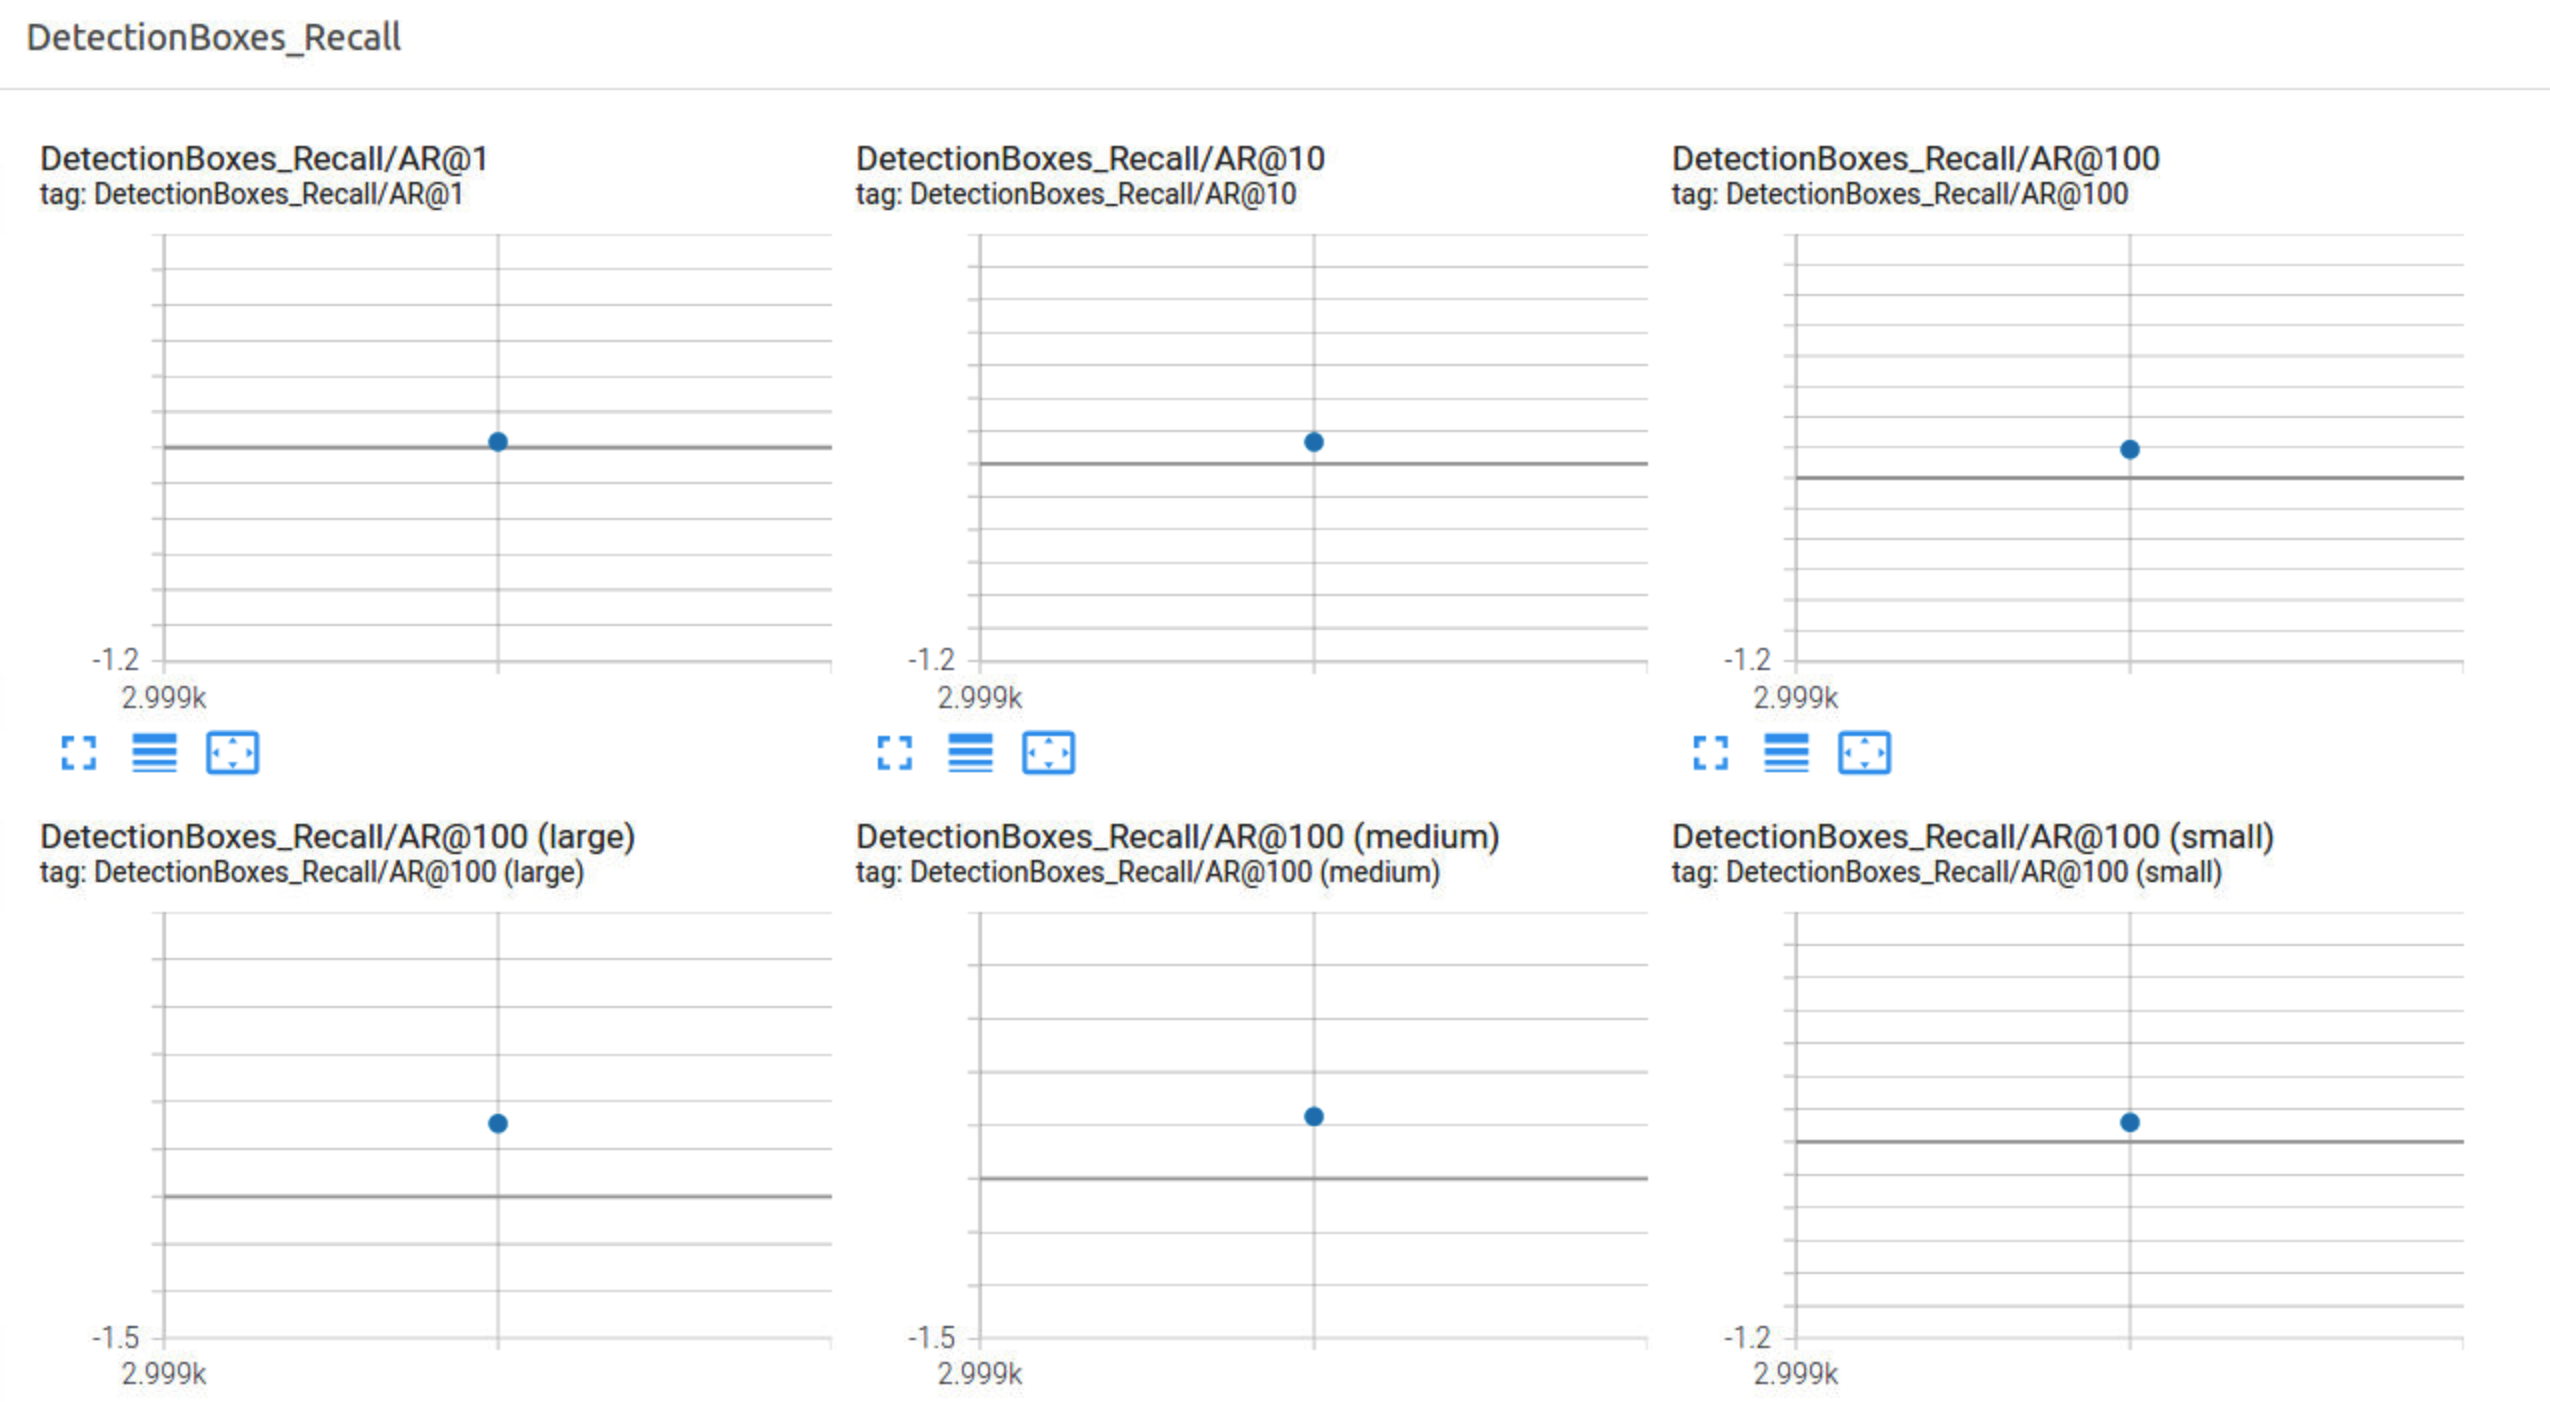 DetectionBoxes_Recall
DetectionBoxes_Recall/AR@1
tag: DetectionBoxes_Recall/AR@1
-1.2
2.999k
DetectionBoxes_Recall/AR@10
tag: DetectionBoxes_Recall/AR@10
-1.2
2.999k
DetectionBoxes_Recall/AR@100
tag: DetectionBoxes_Recall/AR@100
-1.2
2.999k
DetectionBoxes_Recall/AR@100 (large)
tag: DetectionBoxes_Recall/AR@100 (large)
-1.5
2.999k
DetectionBoxes_Recall/AR@100 (medium)
tag: DetectionBoxes_Recall/AR@100 (medium)
-1.5
2.999k
DetectionBoxes_Recall/AR@100 (small)
tag: DetectionBoxes_Recall/AR@100 (small)
-1.2
2.999k